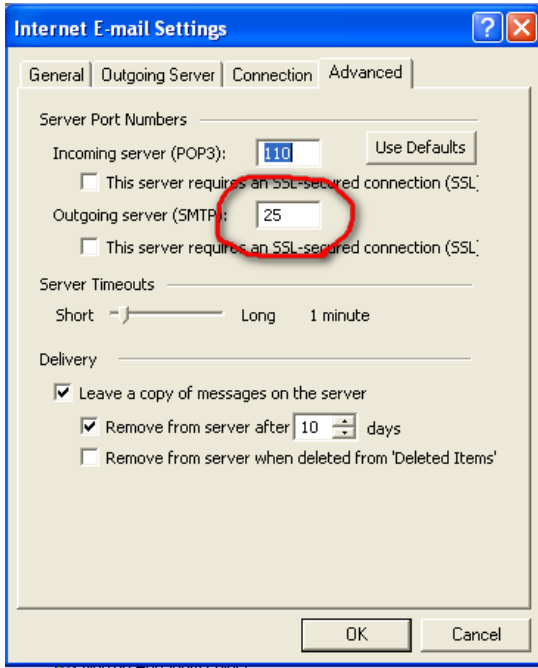 Internet E-mail Settings
General Outgoing Server Connection Advanced
Server Port Numbers
Incoming server (POP3): 110 Use Defaults
This server requires an SSL-secured connection (SSL)
Outgoing server (SMTP): 25
This server requires an SSL-secured connection (SSL)
Server Timeouts
Short Long 1 minute
Delivery
Leave a copy of messages on the server
Remove from server after 10 days
Remove from server when deleted from 'Deleted Items'
OK Cancel